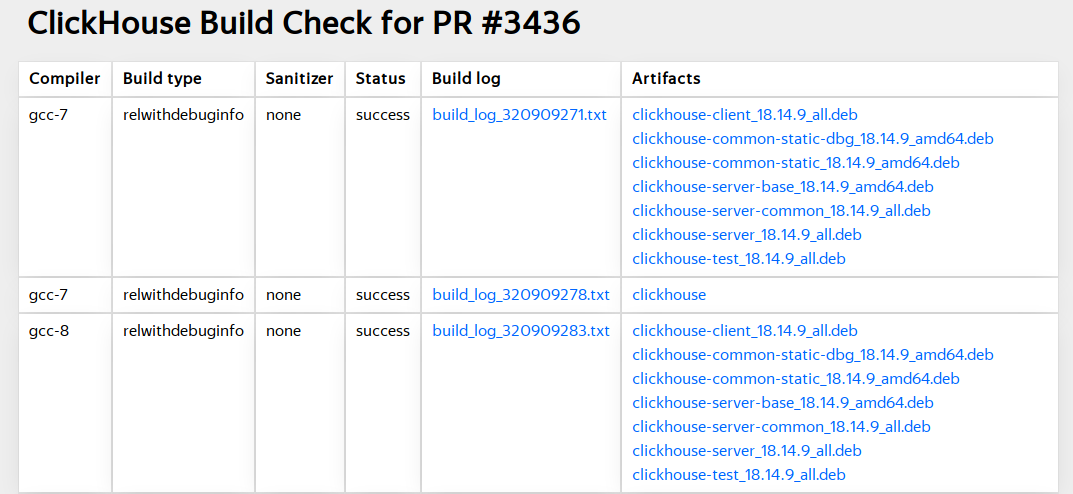 ClickHouse Build Check for PR #3436
Compiler Build type Sanitizer Status Build log Artifacts
gcc-7 relwithdebuginfo none success build_log_320909271.txt clickhouse-client_18.14.9_all.deb
clickhouse-common-static-dbg_18.14.9_amd64.deb
clickhouse-common-static_18.14.9_amd64.deb
clickhouse-server-base_18.14.9_amd64.deb
clickhouse-server-common_18.14.9_all.deb
clickhouse-server_18.14.9_all.deb
clickhouse-test_18.14.9_all.deb
gcc-7 relwithdebuginfo none success build_log_320909278.txt clickhouse
gcc-8 relwithdebuginfo none success build_log_320909283.txt clickhouse-client_18.14.9_all.deb
clickhouse-common-static-dbg_18.14.9_amd64.deb
clickhouse-common-static_18.14.9_amd64.deb
clickhouse-server-base_18.14.9_amd64.deb
clickhouse-server-common_18.14.9_all.deb
clickhouse-server_18.14.9_all.deb
clickhouse-test_18.14.9_all.deb